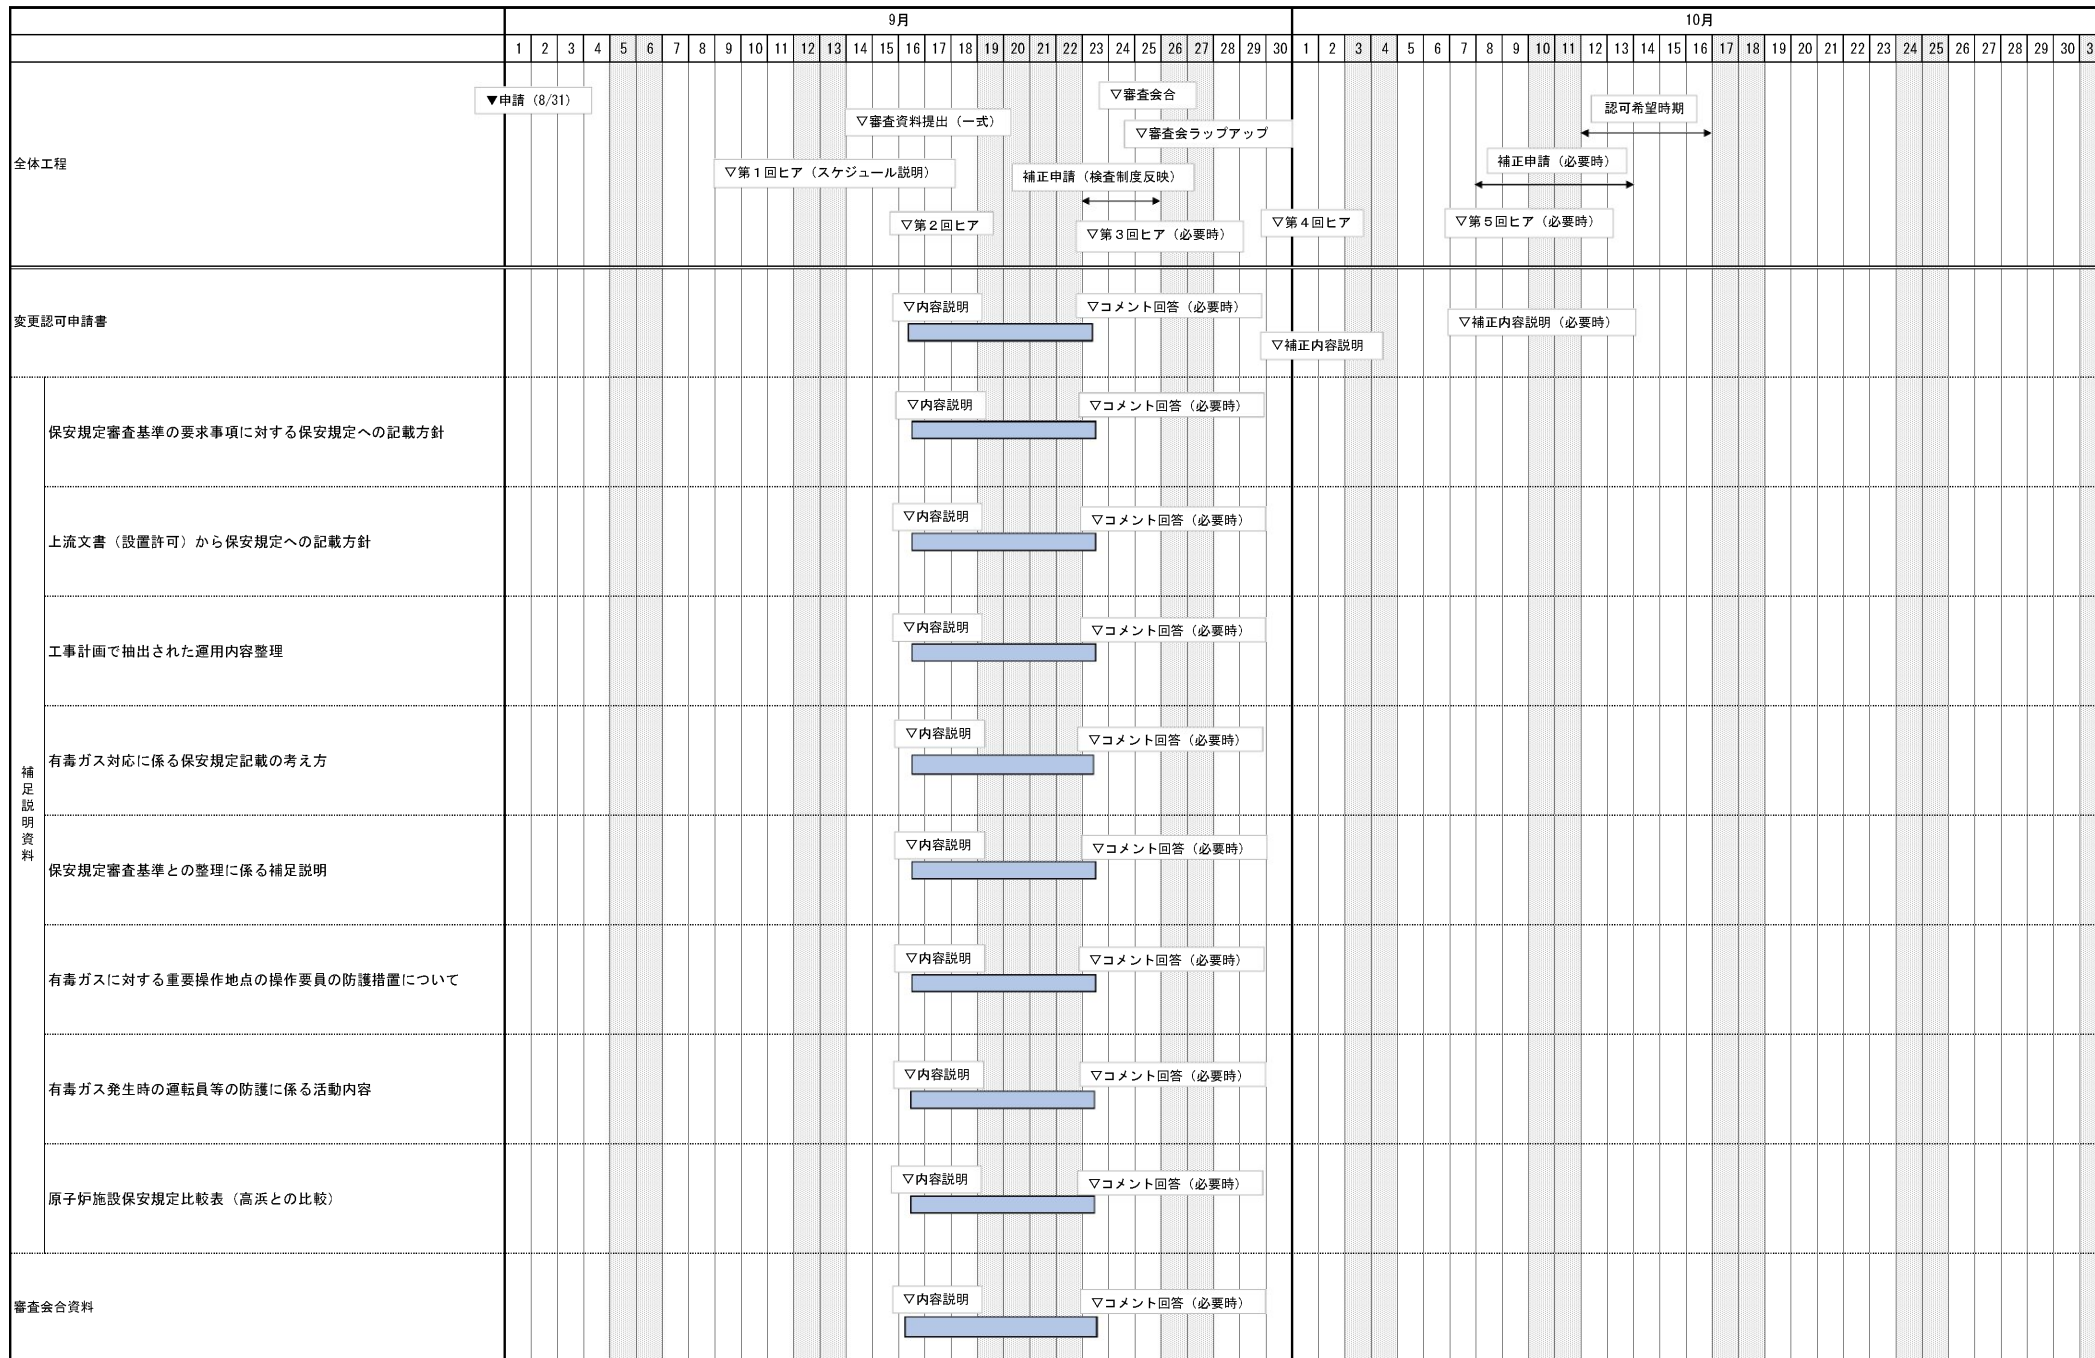 9月 10月
1 2 3 4 5 6 7 8 9 10 11 12 13 14 15 16 17 18 19 20 21 22 23 24 25 26 27 28 29 30 1 2 3 4 5 6 7 8 9 10 11 12 13 14 15 16 17 18 19 20 21 22 23 24 25 26 27 28 29 30
全体工程
▼申請（8/31）
▽審査会合
認可希望時期
▽審査資料提出（一式）
▽審査会ラップアップ
補正申請（必要時）
▽第１回ヒア（スケジュール説明）
補正申請（検査制度反映）
▽第２回ヒア
▽第３回ヒア（必要時）
▽第４回ヒア
▽第５回ヒア（必要時）
変更認可申請書
▽内容説明
▽コメント回答（必要時）
▽補正内容説明
▽補正内容説明（必要時）
補足説明資料
保安規定審査基準の要求事項に対する保安規定への記載方針
▽内容説明
▽コメント回答（必要時）
上流文書（設置許可）から保安規定への記載方針
▽内容説明
▽コメント回答（必要時）
工事計画で抽出された運用内容整理
▽内容説明
▽コメント回答（必要時）
有毒ガス対応に係る保安規定記載の考え方
▽内容説明
▽コメント回答（必要時）
保安規定審査基準との整理に係る補足説明
▽内容説明
▽コメント回答（必要時）
有毒ガスに対する重要操作地点の操作要員の防護措置について
▽内容説明
▽コメント回答（必要時）
有毒ガス発生時の運転員等の防護に係る活動内容
▽内容説明
▽コメント回答（必要時）
原子炉施設保安規定比較表（高浜との比較）
▽内容説明
▽コメント回答（必要時）
審査会合資料
▽内容説明
▽コメント回答（必要時）